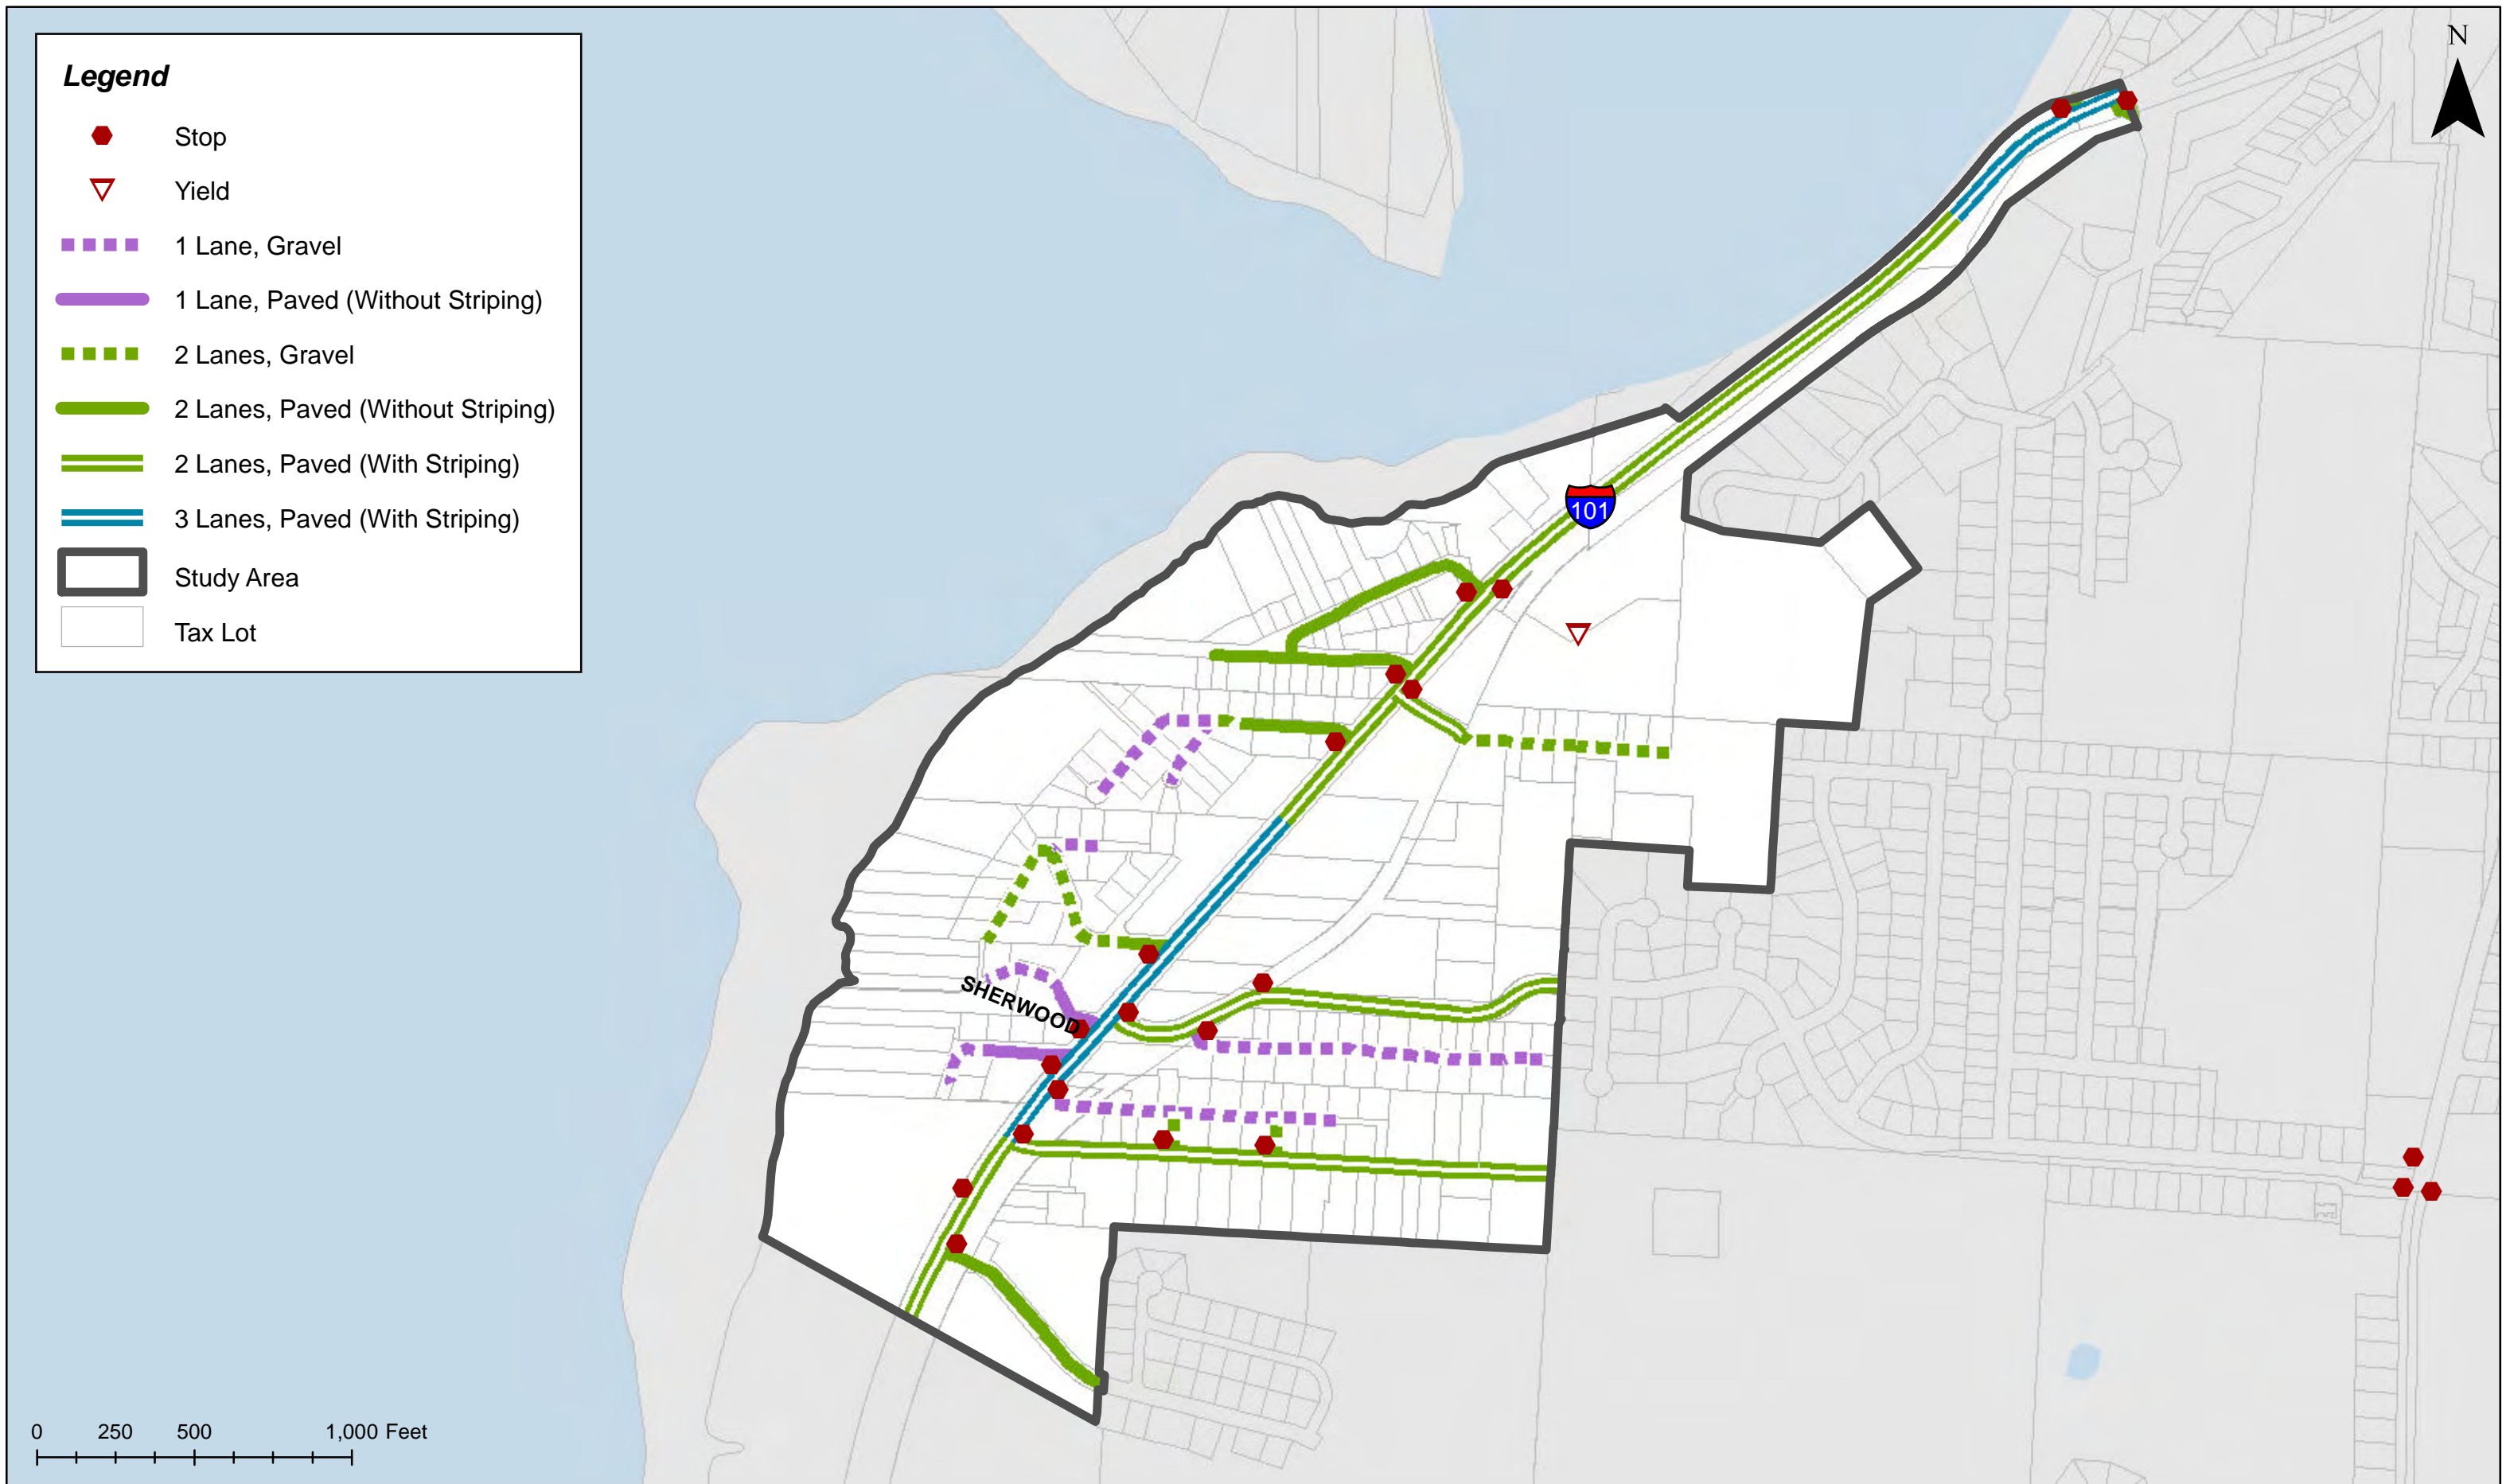 Legend
Stop
Yield
1 Lane, Gravel
1 Lane, Paved (Without Striping)
2 Lanes, Gravel
2 Lanes, Paved (Without Striping)
2 Lanes, Paved (With Striping)
3 Lanes, Paved (With Striping)
Study Area
Tax Lot
N
101
SHERWOOD
0 250 500 1,000 Feet